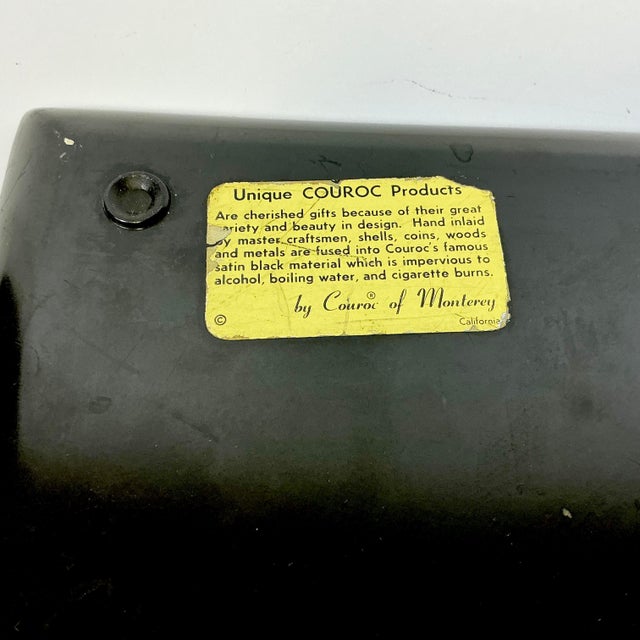 Unique COUROC Products
Are cherished gifts because of their great
ariety and beauty in design. Hand inlaid
y master craftsmen, shells, coins, woods
and metals are fused into Couroc's famous
satin black material which is impervious to
alcohol, boiling water, and cigarette burns.
by Couroc® of Monterey
© California